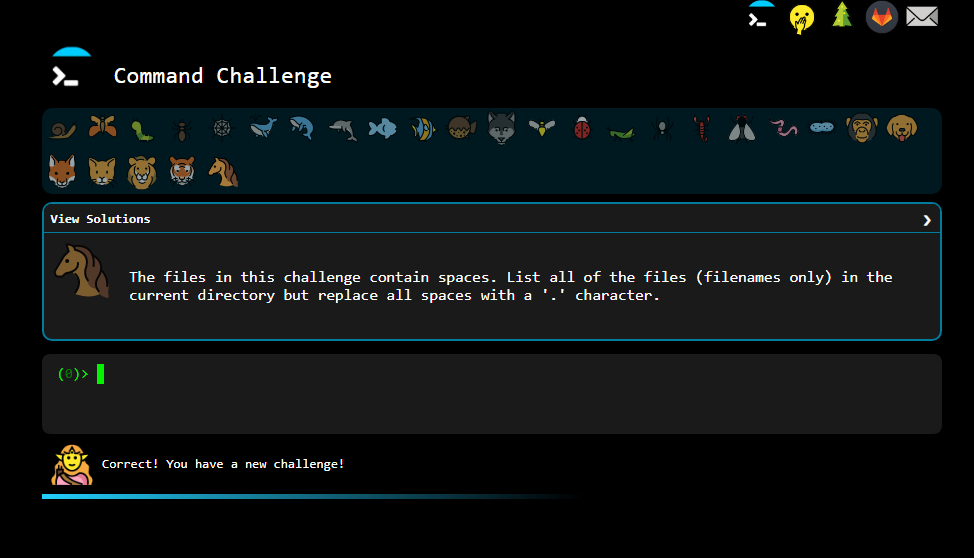 Command Challenge
View Solutions
The files in this challenge contain spaces. List all of the files (filenames only) in the
current directory but replace all spaces with a '.' character.
(0)>
Correct! You have a new challenge!